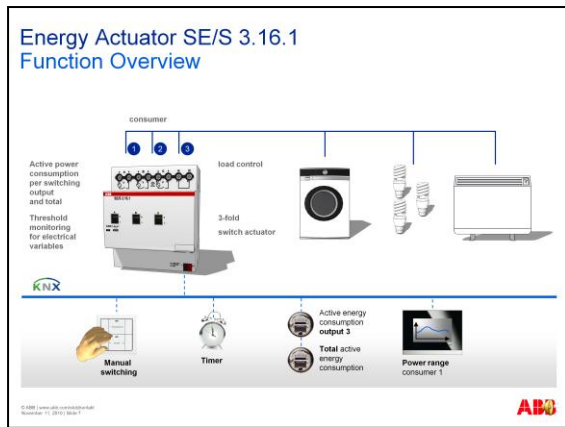 Energy Actuator SE/S 3.16.1
Function Overview
consumer
1 2 3
Active power
consumption
per switching
output
and total
Threshold
monitoring
for electrical
variables
load control
3-fold
switch actuator
KNX
Manual
switching
Timer
Active energy
consumption
output 3
Total active
energy
consumption
Power range
consumer 1
ABB